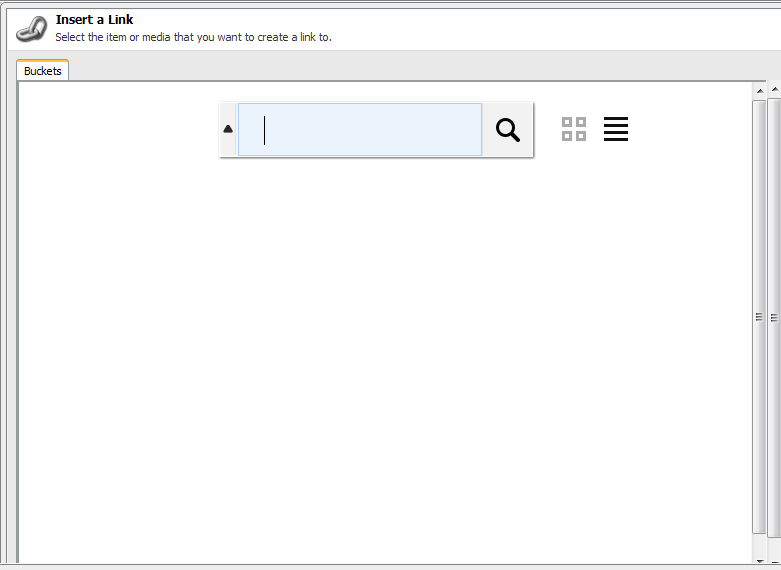 Insert a Link
Select the item or media that you want to create a link to.
Buckets